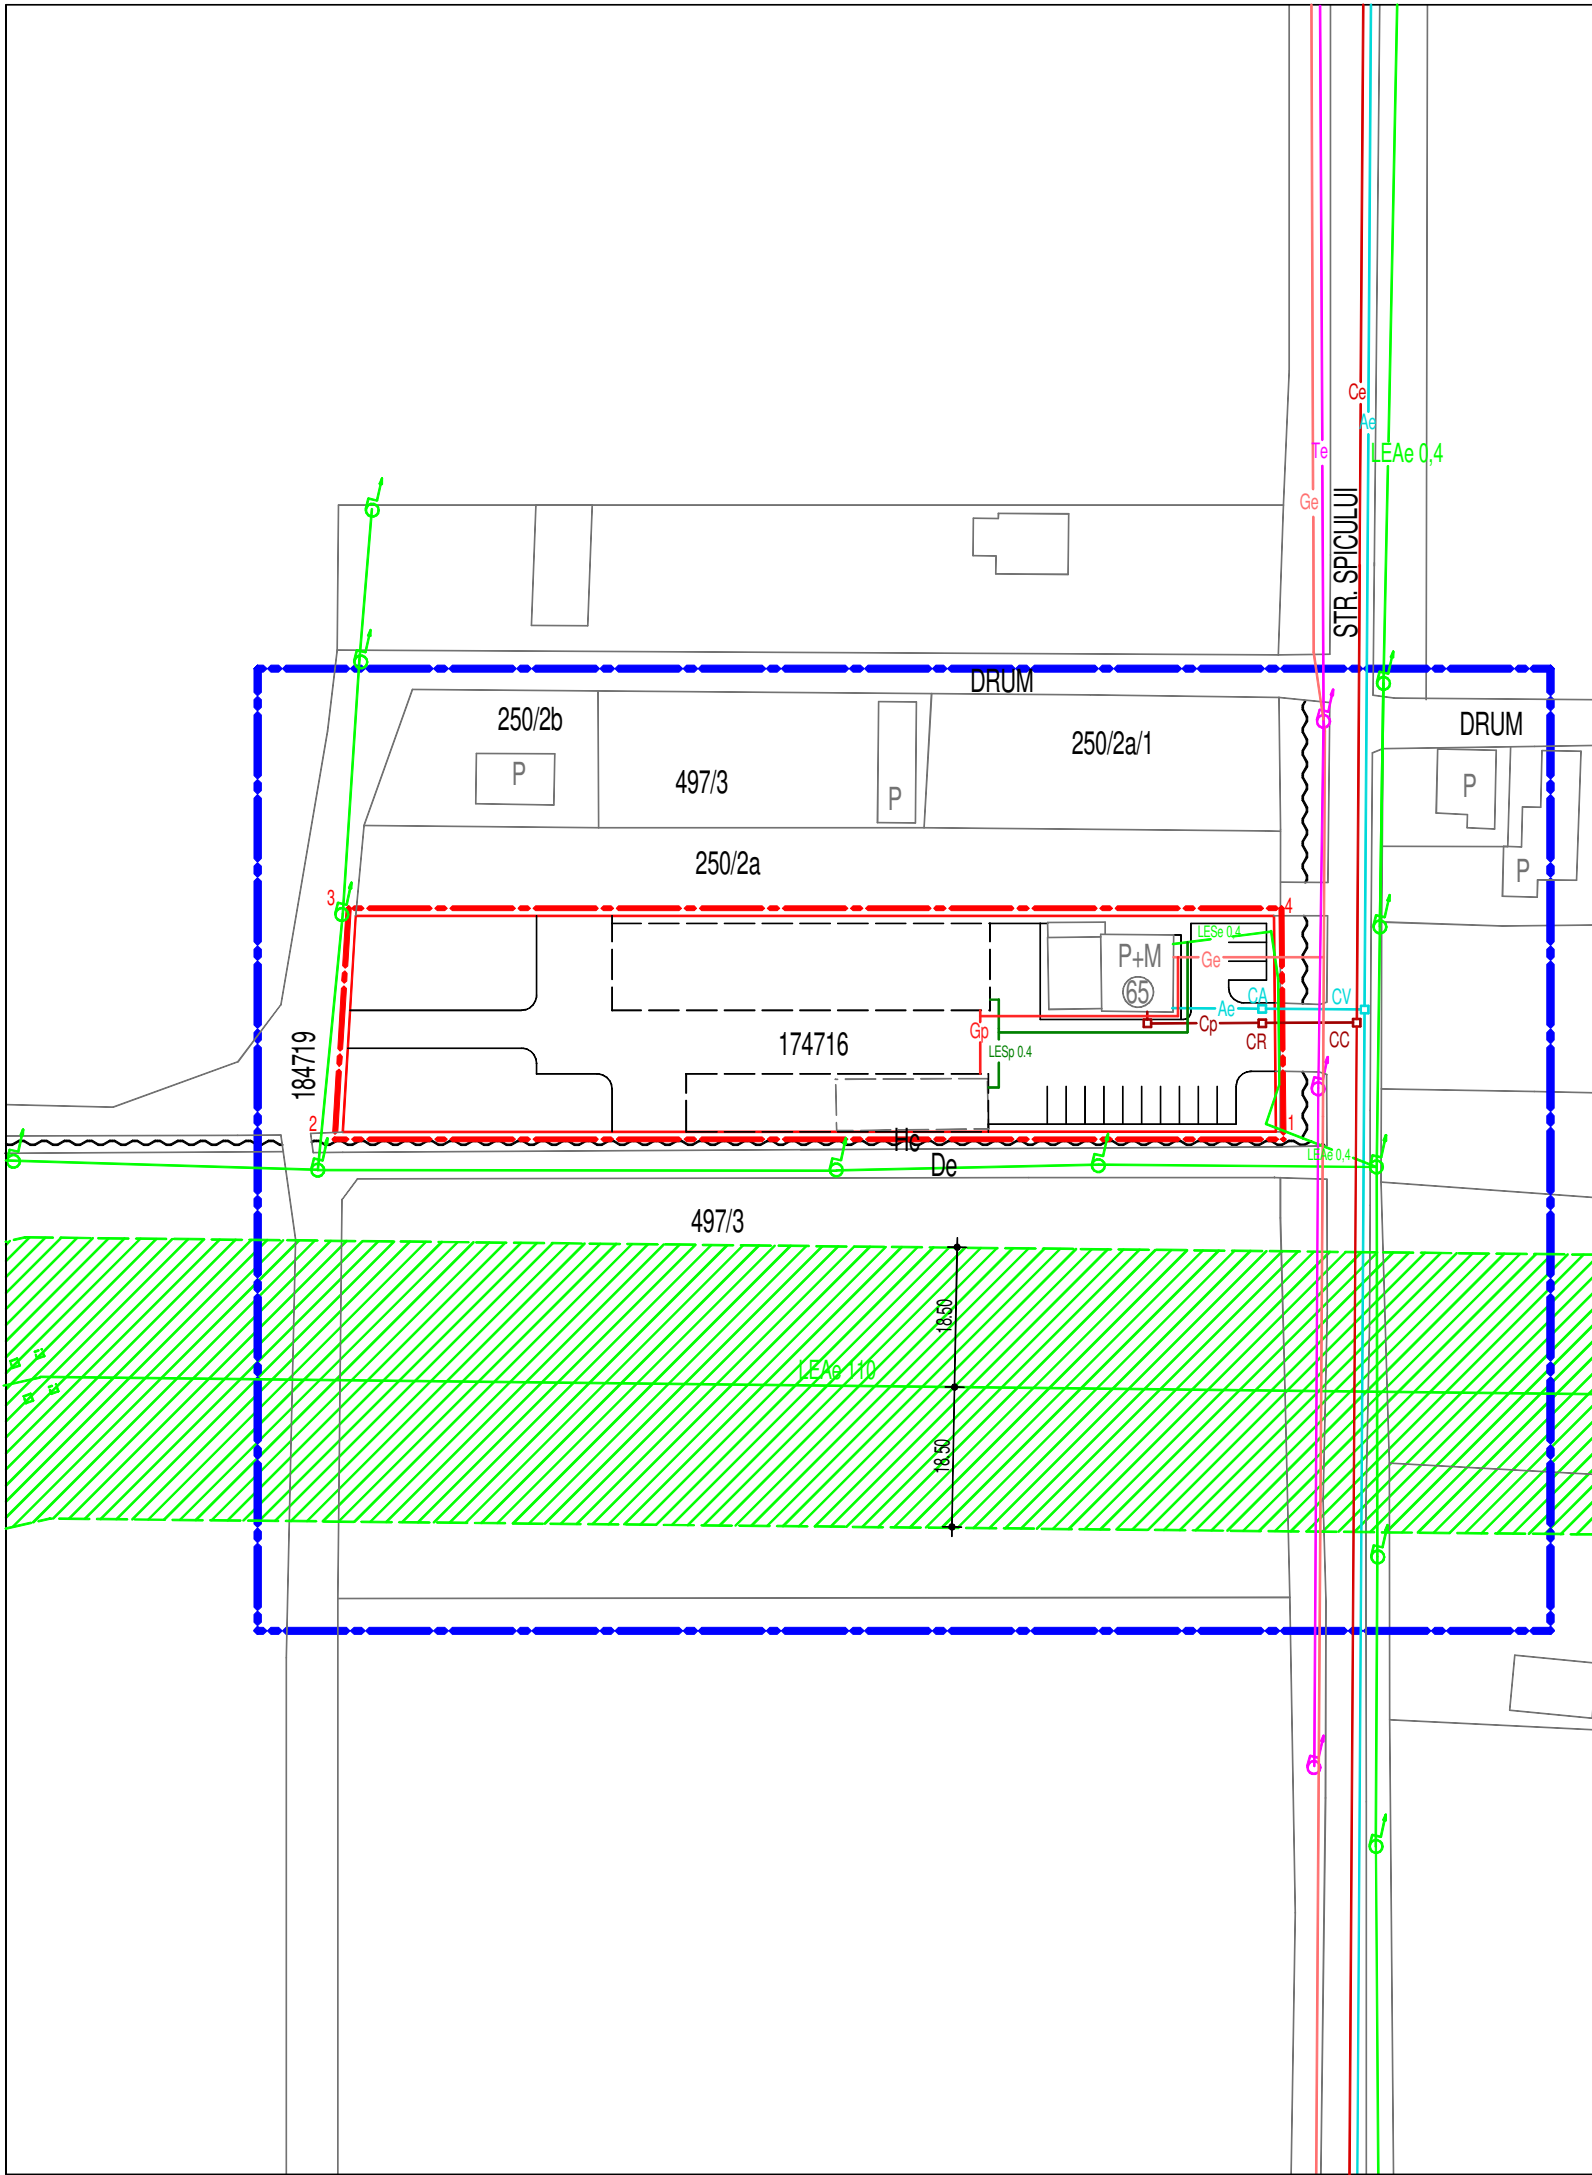 Ce
Ae
Te
LEAe 0,4
Ge
STR. SPICULUI
DRUM
250/2b
DRUM
250/2a/1
P
497/3
P
P
250/2a
P
3
4
LESe 0.4
P+M
Ge
65
CA
CV
Ae
Gp
Cp
CR
CC
174716
LESp 0.4
184719
2
1
Hc
LEAe 0,4
De
497/3
18.50
LEAe 110
18.50